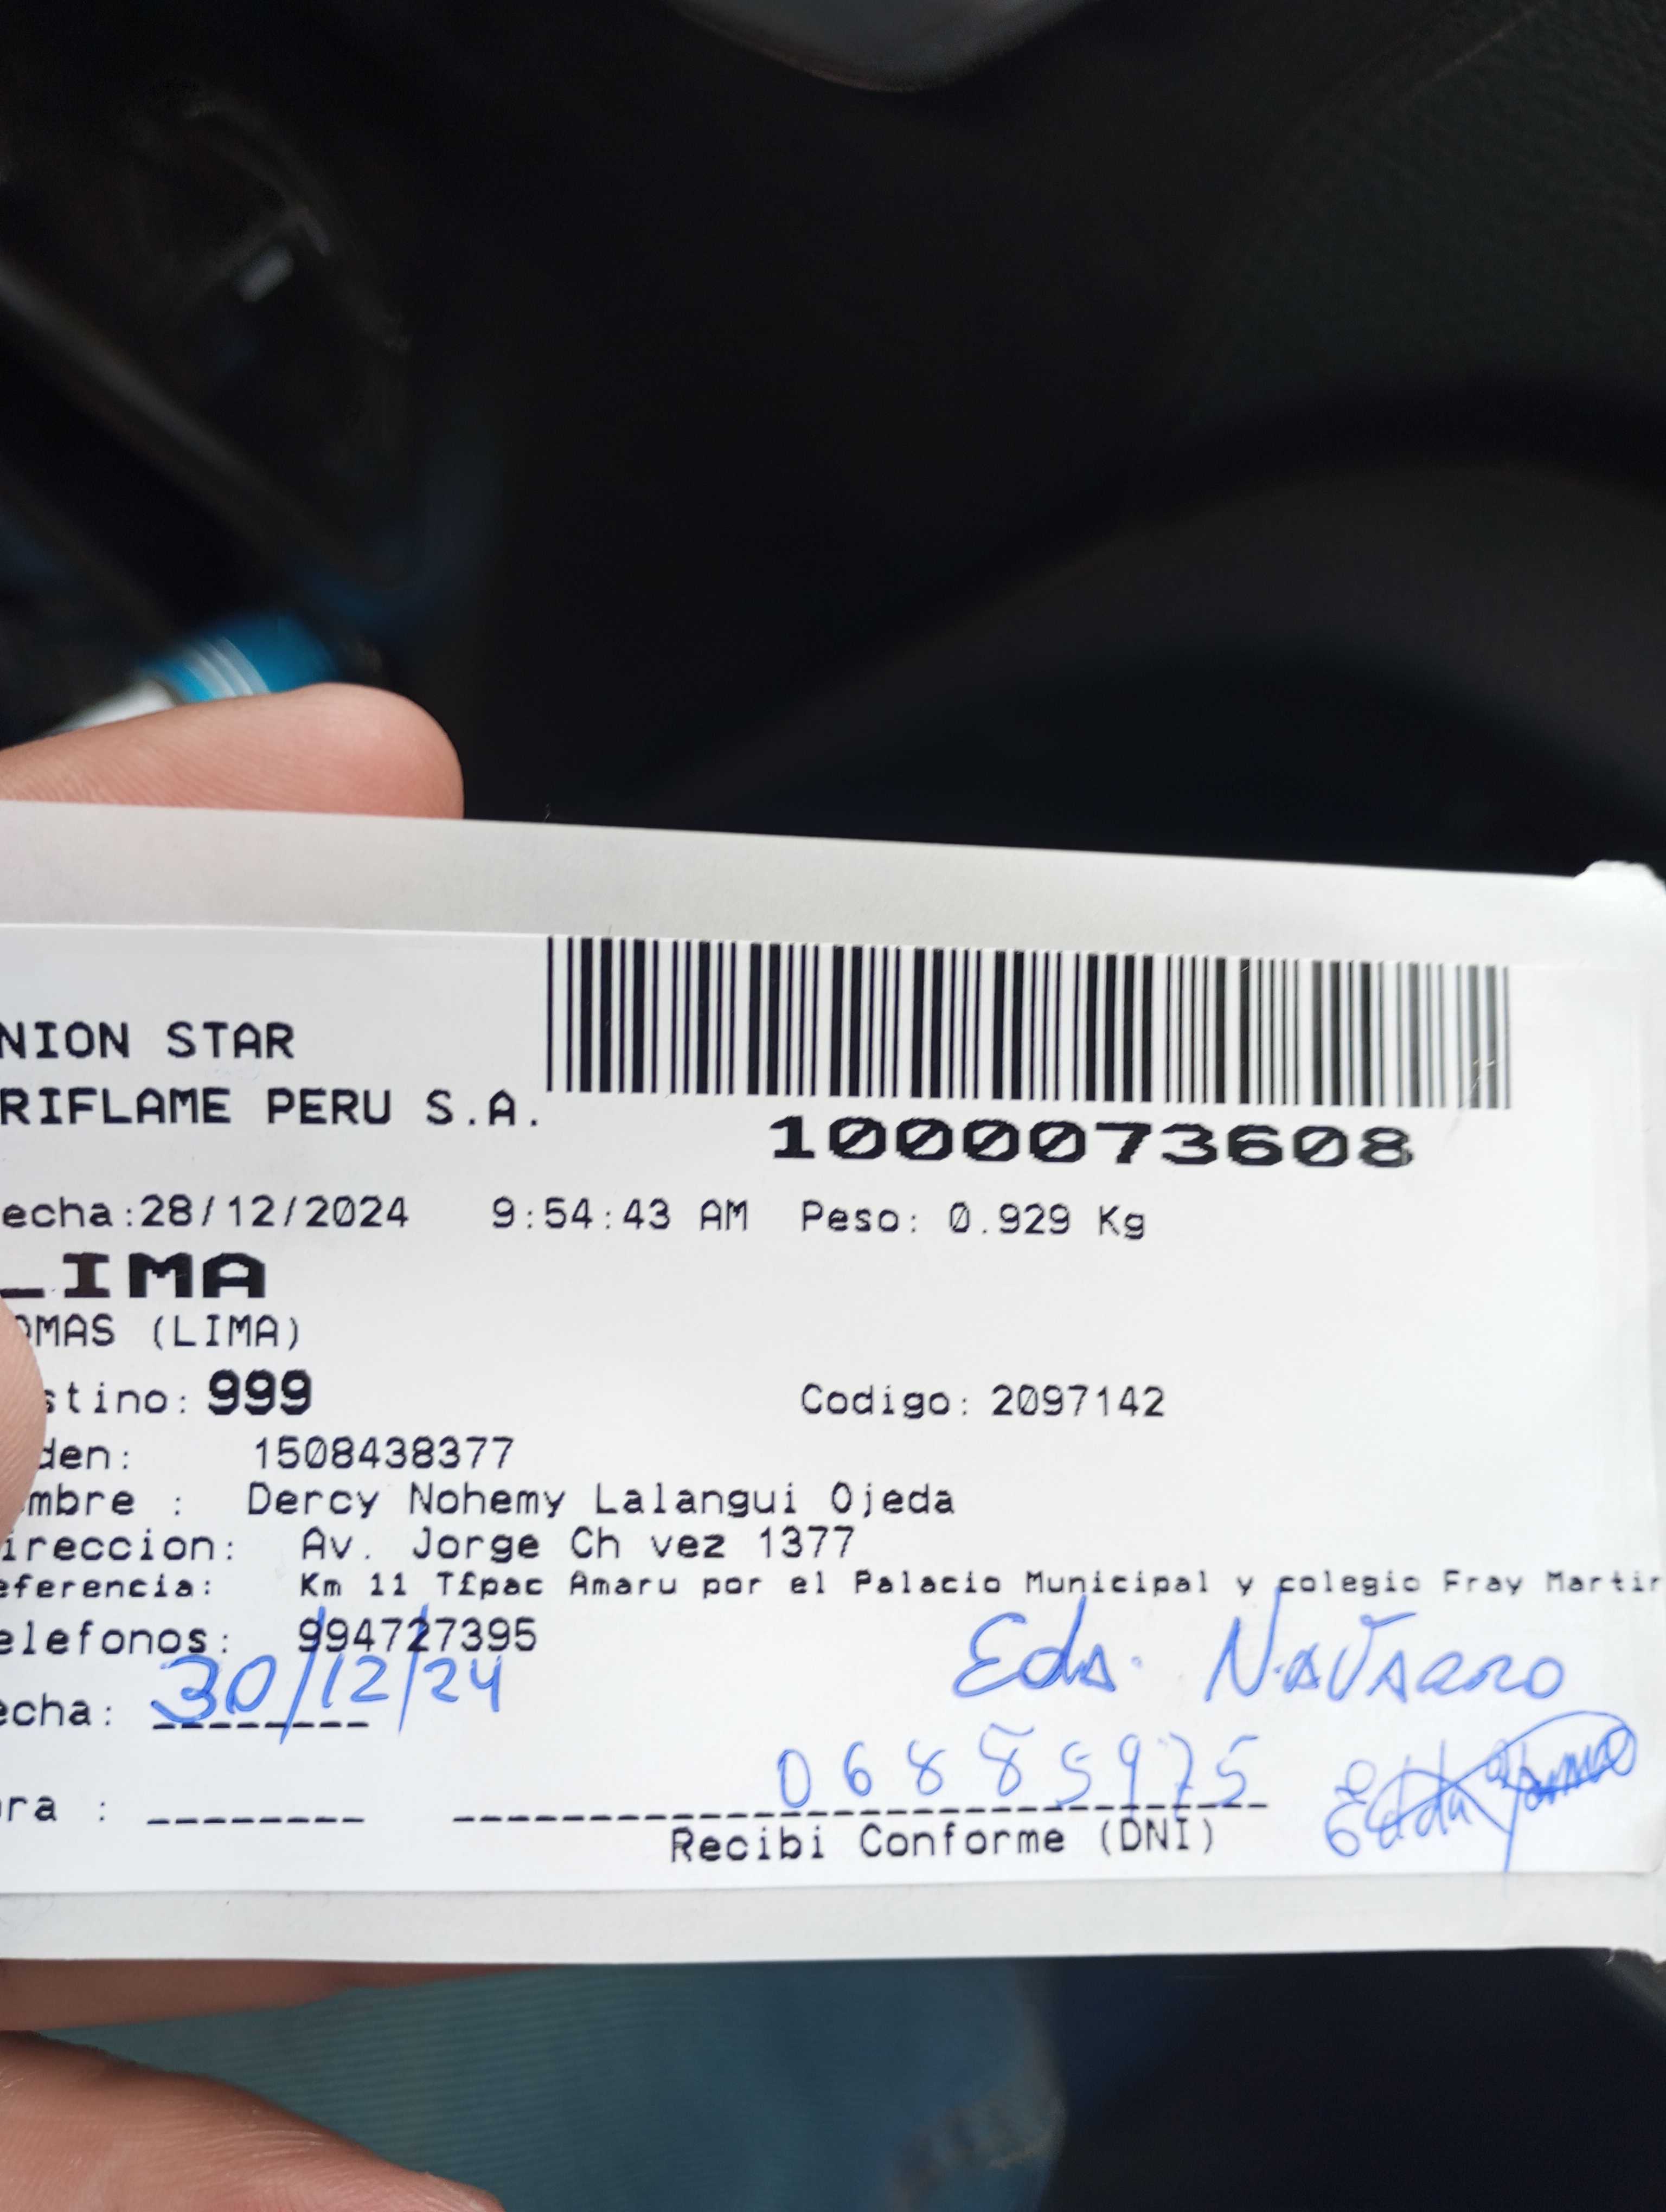 NION STAR
RIFLAME PERU S.A.
1000073608
echa:28/12/2024 9:54:43 AM Peso: 0.929 Kg
LIMA
OMAS (LIMA)
stino: 999 Codigo: 2097142
den: 1508438377
mbre : Dercy Nohemy Lalangui Ojeda
ireccion: Av. Jorge Ch vez 1377
eferencia: Km 11 T£pac Amaru por el Palacio Municipal y colegio Fray Martin
elefonos: 994727395
Eda. Navarro
echa: 30/12/24
06885975
ora :
Recibi Conforme (DNI)